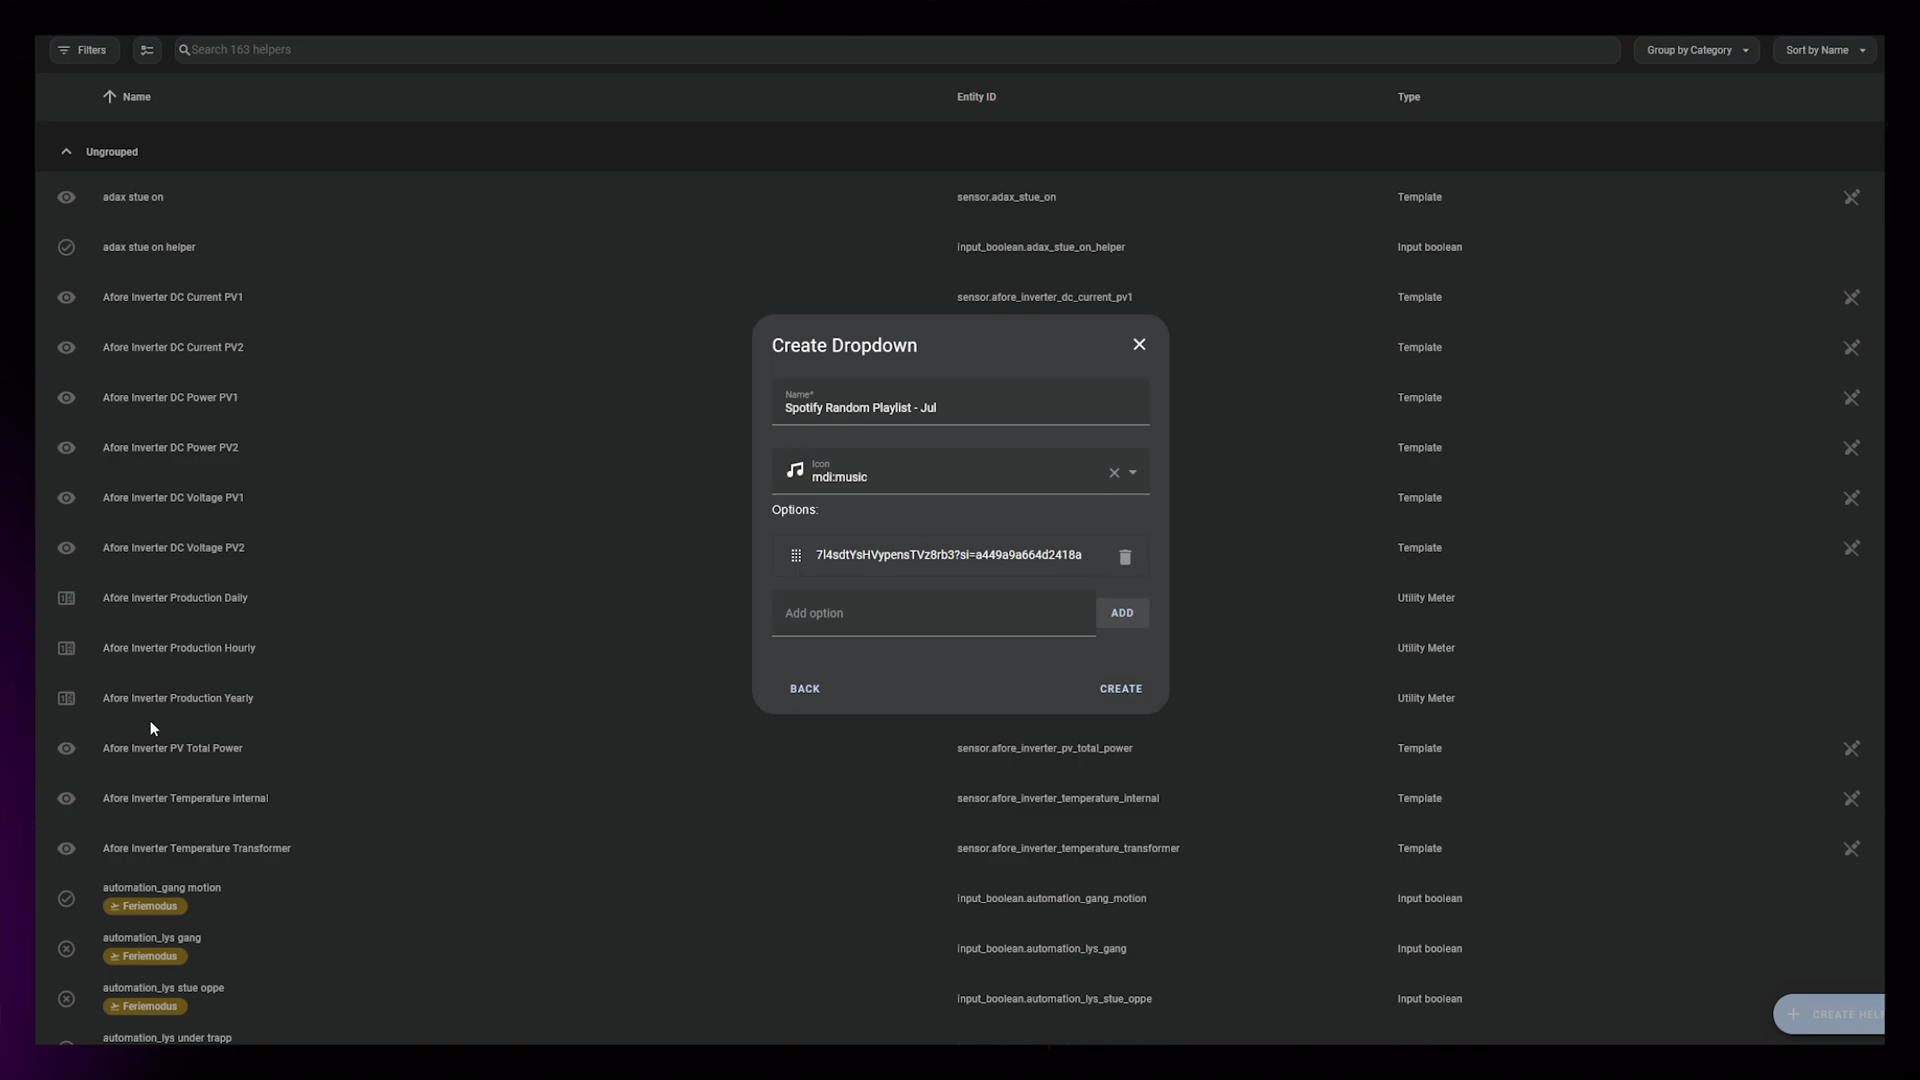 Filters
Search 163 helpers
Group by Category
Sort by Name
Name
Entity ID
Type
Ungrouped
adax stue on
sensor.adax_stue_on
Template
adax stue on helper
input_boolean.adax_stue_on_helper
Input boolean
Afore Inverter DC Current PV1
sensor.afore_inverter_dc_current_pv1
Template
Afore Inverter DC Current PV2
Template
Afore Inverter DC Power PV1
Template
Afore Inverter DC Power PV2
Template
Afore Inverter DC Voltage PV1
Template
Afore Inverter DC Voltage PV2
Template
Afore Inverter Production Daily
Utility Meter
Afore Inverter Production Hourly
Utility Meter
Afore Inverter Production Yearly
Utility Meter
Afore Inverter PV Total Power
sensor.afore_inverter_pv_total_power
Template
Afore Inverter Temperature Internal
sensor.afore_inverter_temperature_internal
Template
Afore Inverter Temperature Transformer
sensor.afore_inverter_temperature_transformer
Template
automation_gang motion
Feriemodus
input_boolean.automation_gang_motion
Input boolean
automation_lys gang
Feriemodus
input_boolean.automation_lys_gang
Input boolean
automation_lys stue oppe
Feriemodus
input_boolean.automation_lys_stue_oppe
Input boolean
automation_lys under trapp
Create Dropdown
Name*
Spotify Random Playlist - Jul
Icon
mdi:music
Options:
7l4sdtYsHVypensTVz8rb3?si=a449a9a664d2418a
Add option
ADD
BACK
CREATE
+ CREATE HEL